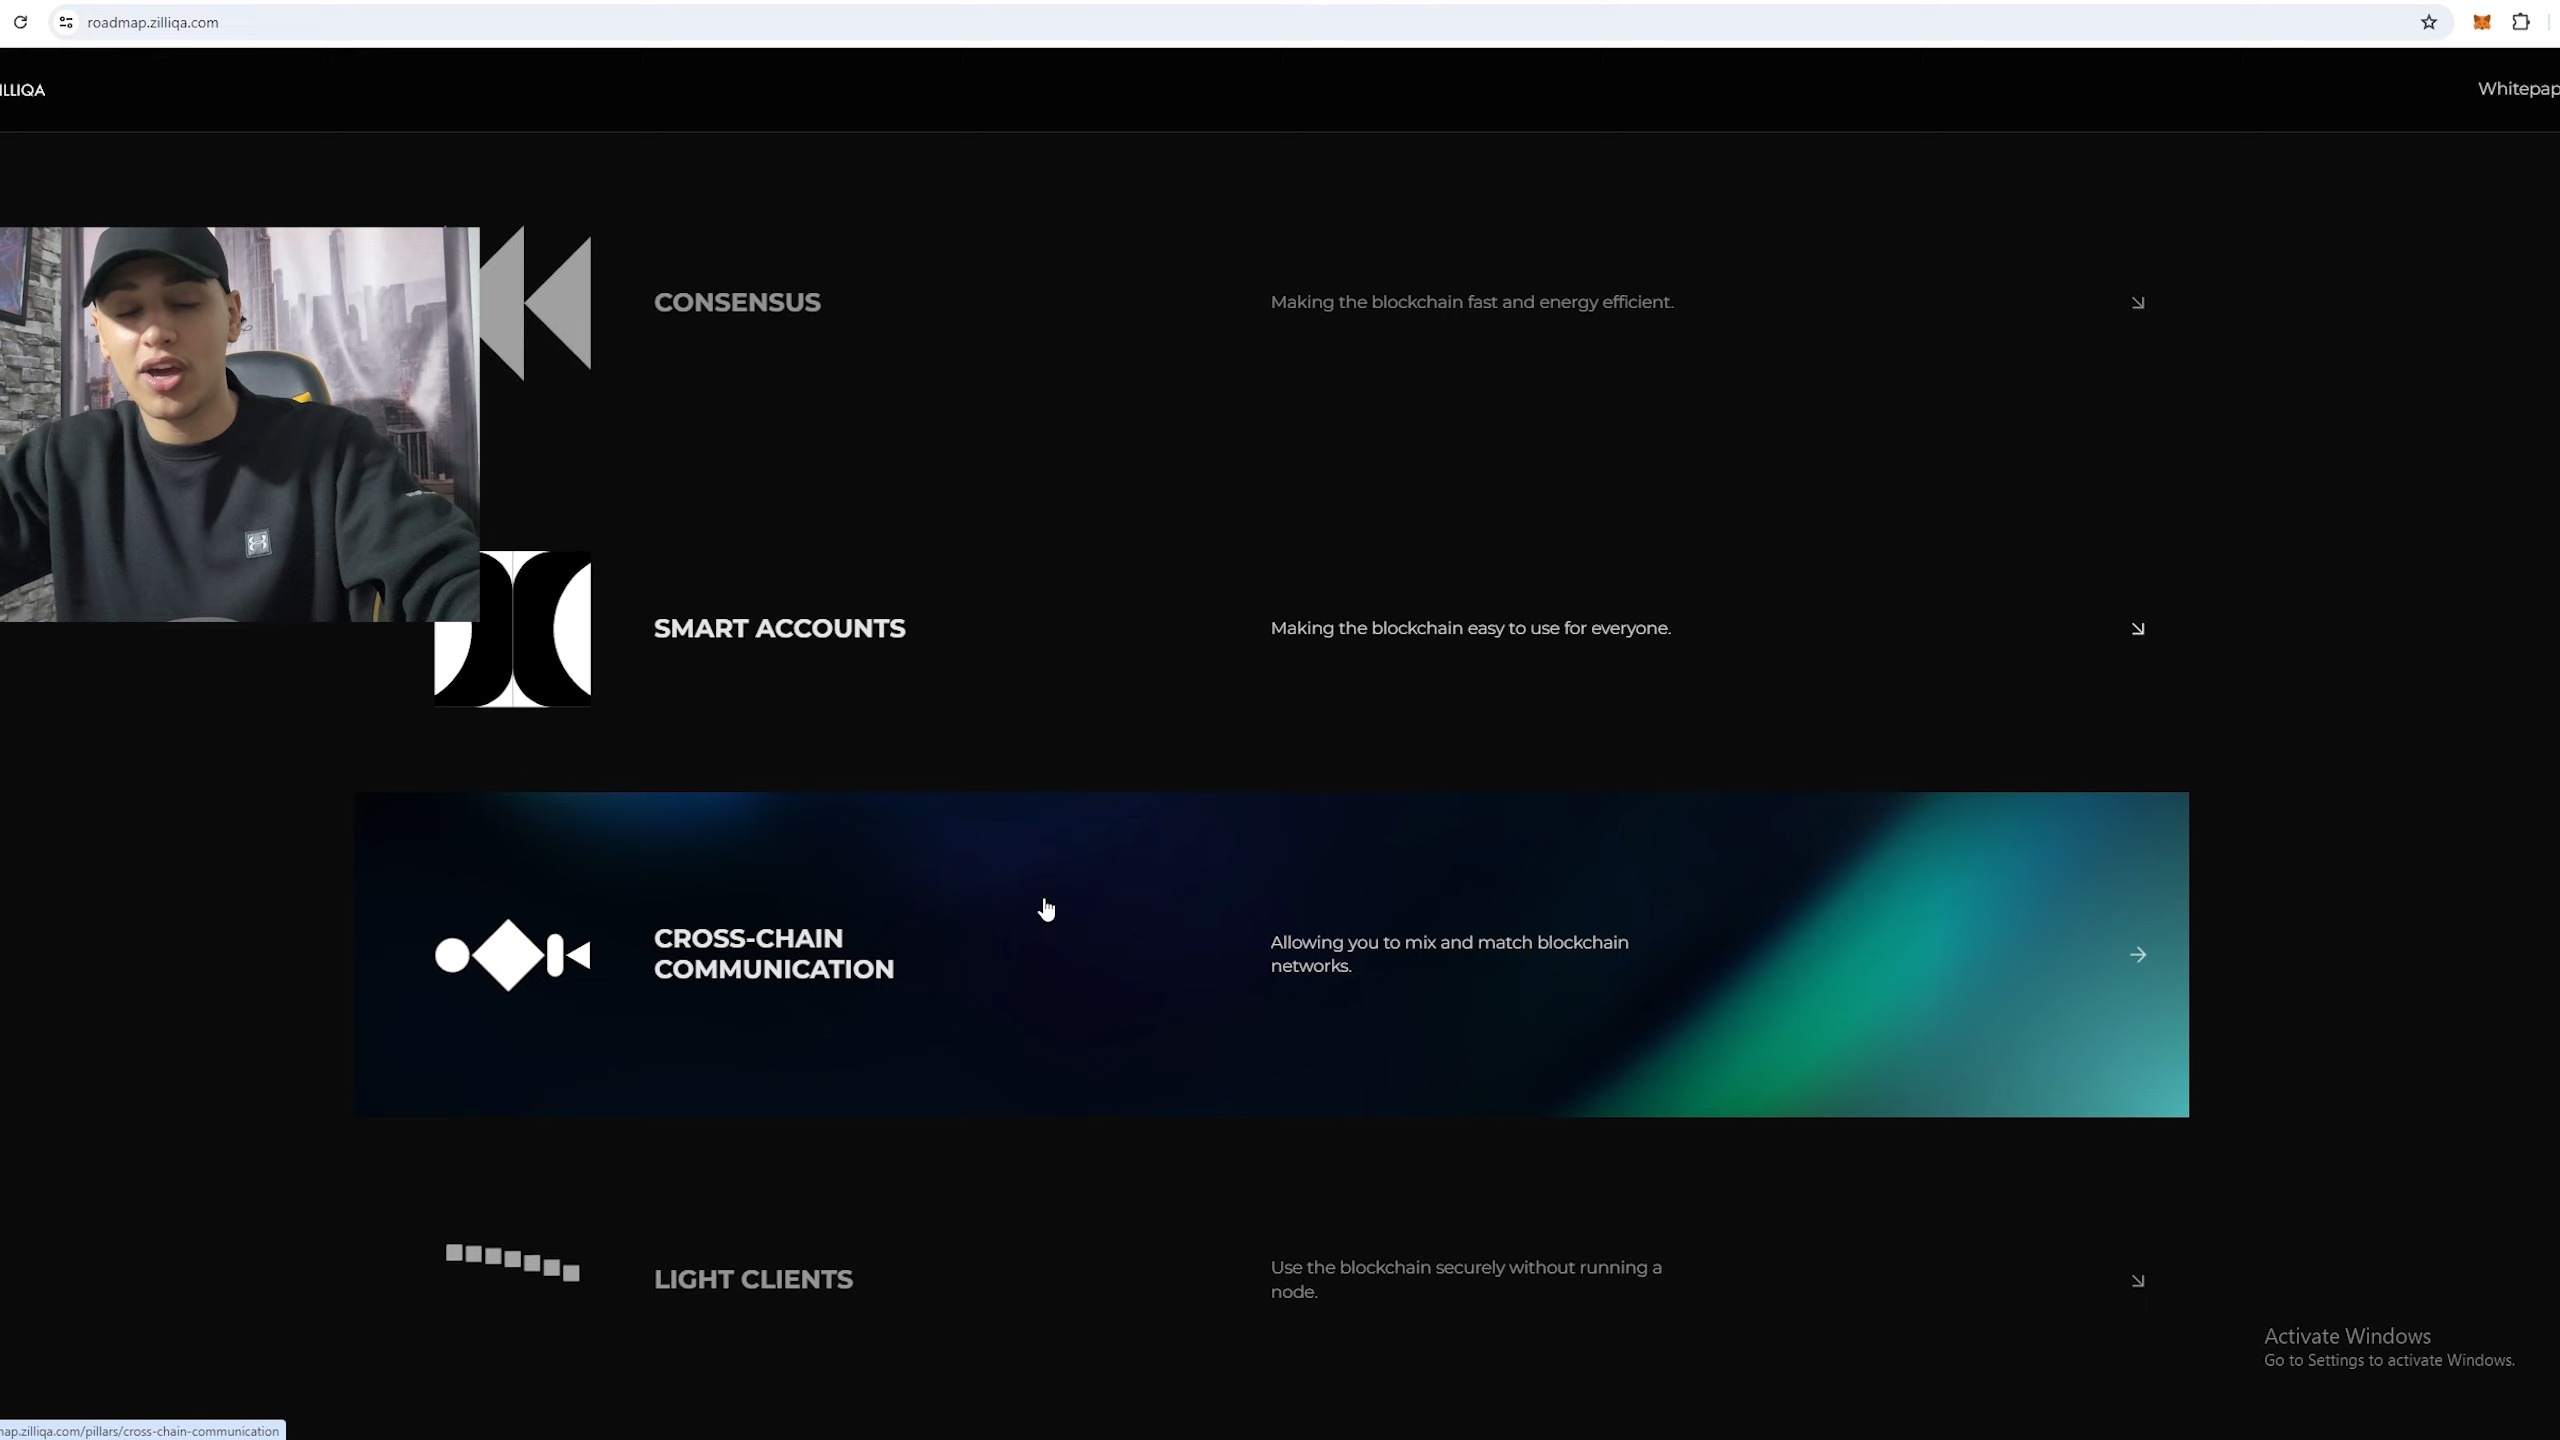 roadmap.zilliqa.com
ILLIQA
Whitepap
CONSENSUS
Making the blockchain fast and energy efficient.
SMART ACCOUNTS
Making the blockchain easy to use for everyone.
CROSS-CHAIN
COMMUNICATION
Allowing you to mix and match blockchain
networks.
LIGHT CLIENTS
Use the blockchain securely without running a
node.
Activate Windows
Go to Settings to activate Windows.
map.zilliqa.com/pillars/cross-chain-communication